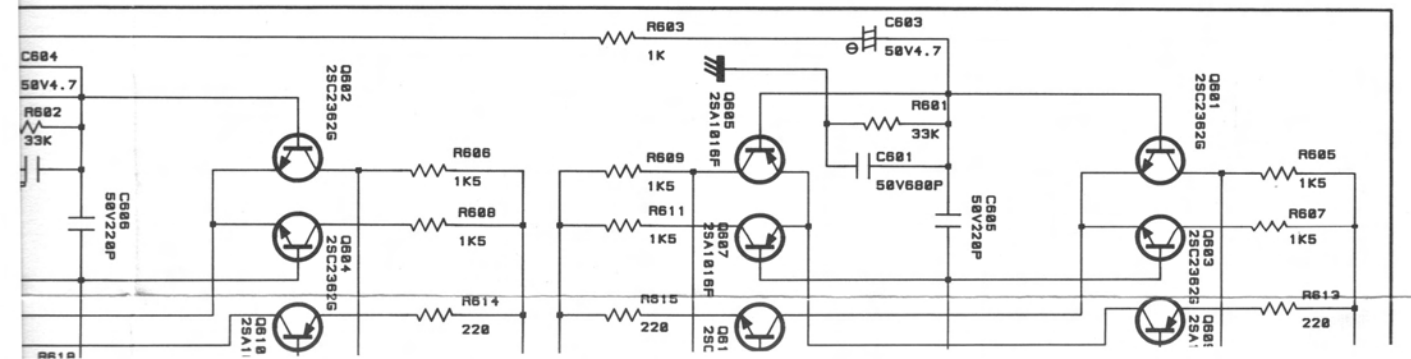 R603
1K
C603
⊖
50V4.7
C604
50V4.7
R602
33K
Q602
2SC2362G
Q605
2SA1016F
R601
33K
C601
50V680P
Q601
2SC2362G
R606
1K5
R609
1K5
R605
1K5
C606
50V220P
R608
1K5
Q604
2SC2362G
R611
1K5
Q607
2SA1016F
C605
50V220P
Q603
2SC2362G
R607
1K5
Q610
R614
220
R615
220
R613
220
2SC